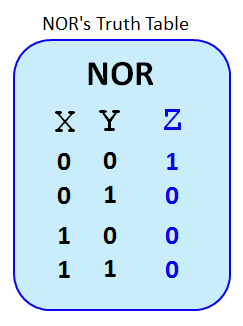 NOR's Truth Table
NOR
X Y Z
0 0 1
0 1 0
1 0 0
1 1 0